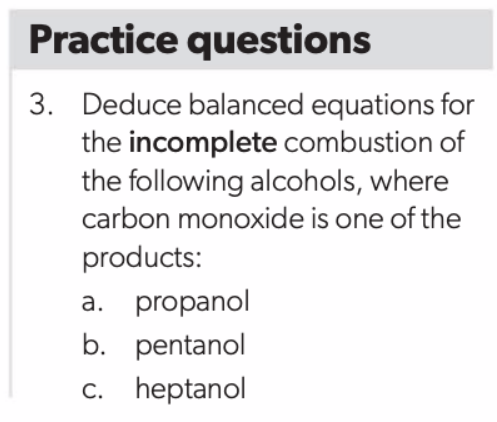 Practice questions
3. Deduce balanced equations for
the incomplete combustion of
the following alcohols, where
carbon monoxide is one of the
products:
a. propanol
b. pentanol
c. heptanol